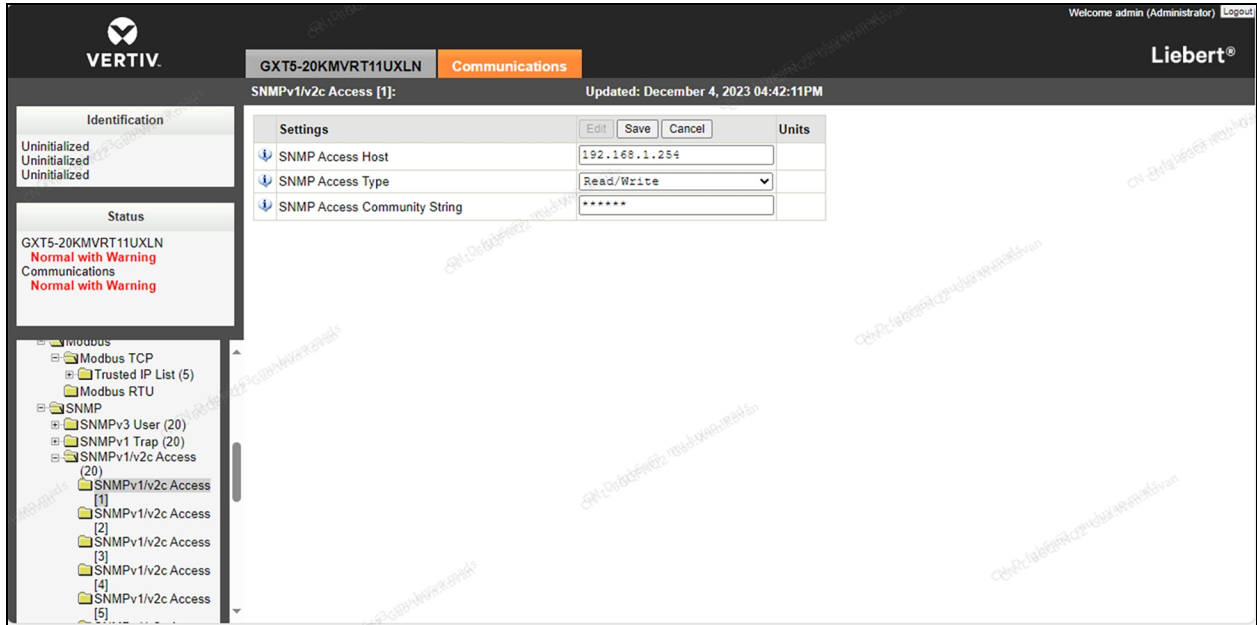 Welcome admin (Administrator) Logout
VERTIV.
Liebert®
GXT5-20KMVRT11UXLN Communications
SNMPv1/v2c Access [1]: Updated: December 4, 2023 04:42:11PM
Identification
Uninitialized
Uninitialized
Uninitialized
Status
GXT5-20KMVRT11UXLN
Normal with Warning
Communications
Normal with Warning
Modbus
Modbus TCP
Trusted IP List (5)
Modbus RTU
SNMP
SNMPv3 User (20)
SNMPv1 Trap (20)
SNMPv1/v2c Access
(20)
SNMPv1/v2c Access
[1]
SNMPv1/v2c Access
[2]
SNMPv1/v2c Access
[3]
SNMPv1/v2c Access
[4]
SNMPv1/v2c Access
[5]
Settings Edit Save Cancel Units
SNMP Access Host 192.168.1.254
SNMP Access Type Read/Write
SNMP Access Community String ******